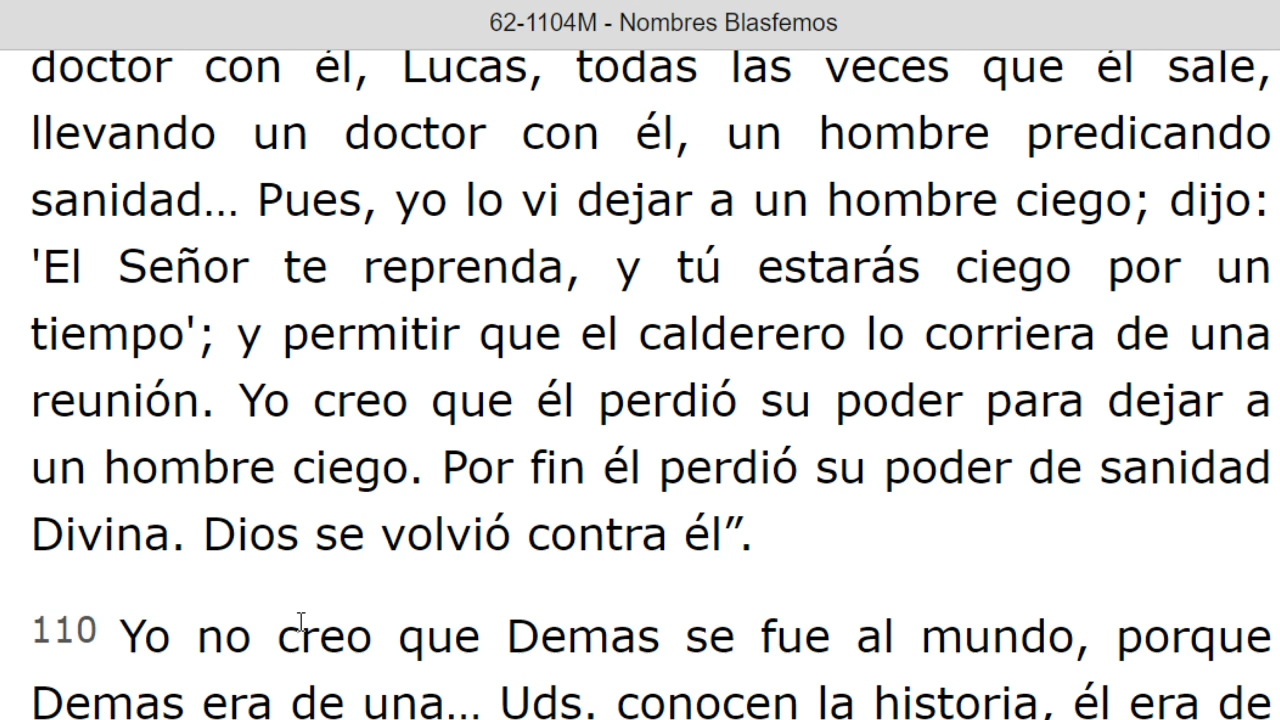 62-1104M - Nombres Blasfemos
doctor con él, Lucas, todas las veces que él sale,
llevando un doctor con él, un hombre predicando
sanidad… Pues, yo lo vi dejar a un hombre ciego; dijo:
'El Señor te reprenda, y tú estarás ciego por un
tiempo'; y permitir que el calderero lo corriera de una
reunión. Yo creo que él perdió su poder para dejar a
un hombre ciego. Por fin él perdió su poder de sanidad
Divina. Dios se volvió contra él”.
110 Yo no creo que Demas se fue al mundo, porque
Demas era de una… Uds. conocen la historia, él era de